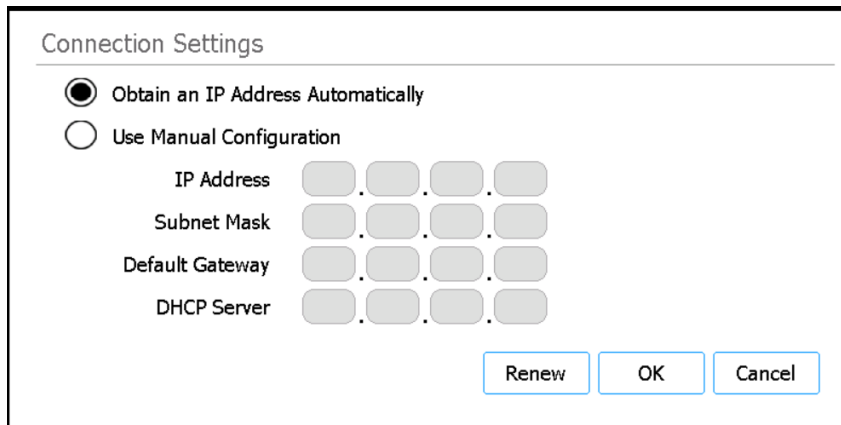 Connection Settings
Obtain an IP Address Automatically
Use Manual Configuration
IP Address . . .
Subnet Mask . . .
Default Gateway . . .
DHCP Server . . .
Renew OK Cancel